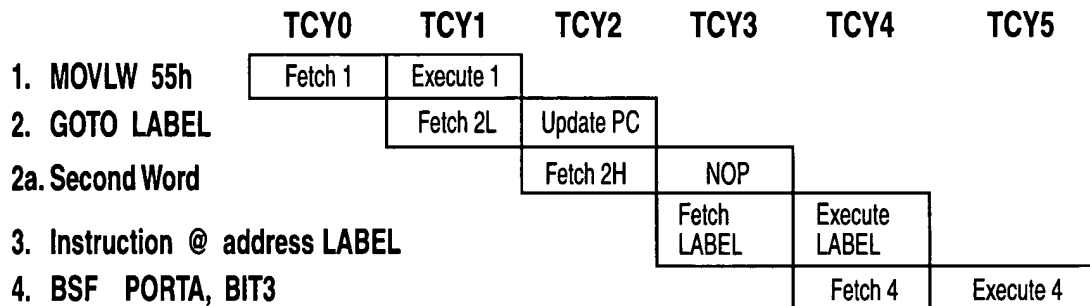 TCY0 TCY1 TCY2 TCY3 TCY4 TCY5
1. MOVLW 55h Fetch 1 Execute 1
2. GOTO LABEL Fetch 2L Update PC
2a. Second Word Fetch 2H NOP
3. Instruction @ address LABEL Fetch LABEL Execute LABEL
4. BSF PORTA, BIT3 Fetch 4 Execute 4